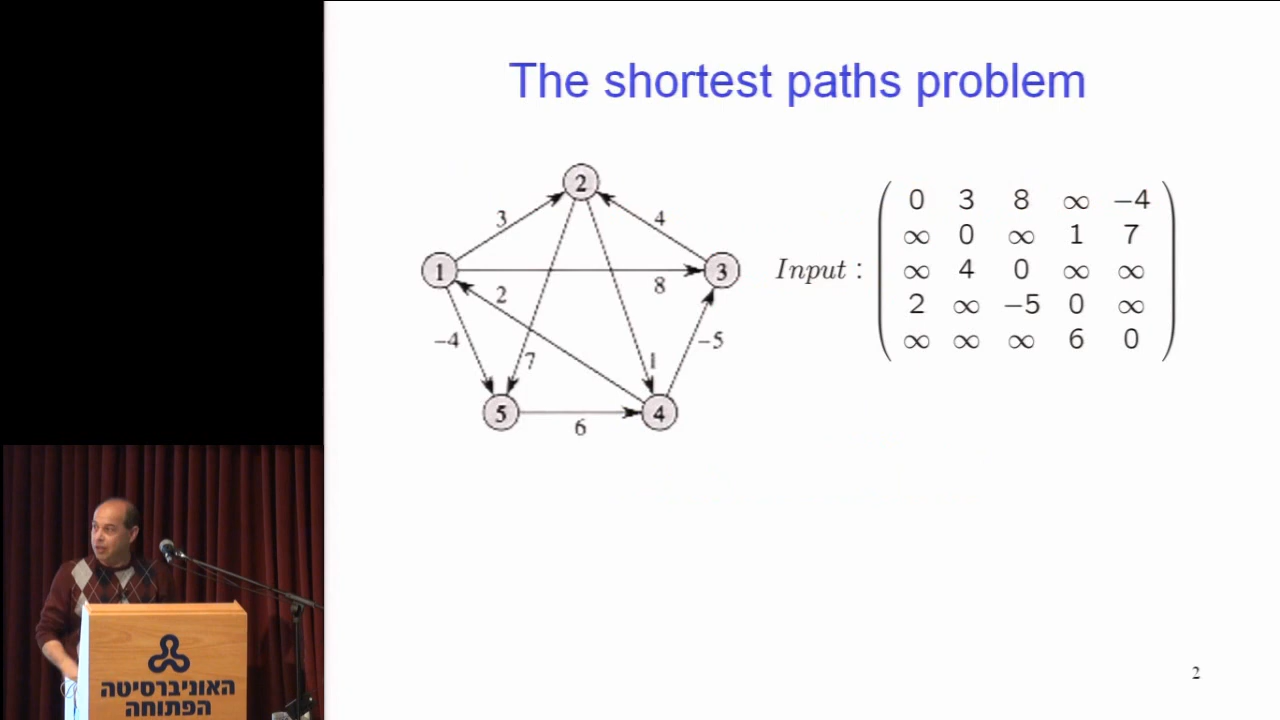 The shortest paths problem
2
3
4
1
3
8
2
-4
7
1
-5
5
4
6
Input :
0 3 8 ∞ -4
∞ 0 ∞ 1 7
∞ 4 0 ∞ ∞
2 ∞ -5 0 ∞
∞ ∞ ∞ 6 0
האוניברסיטה
הפתוחה
2